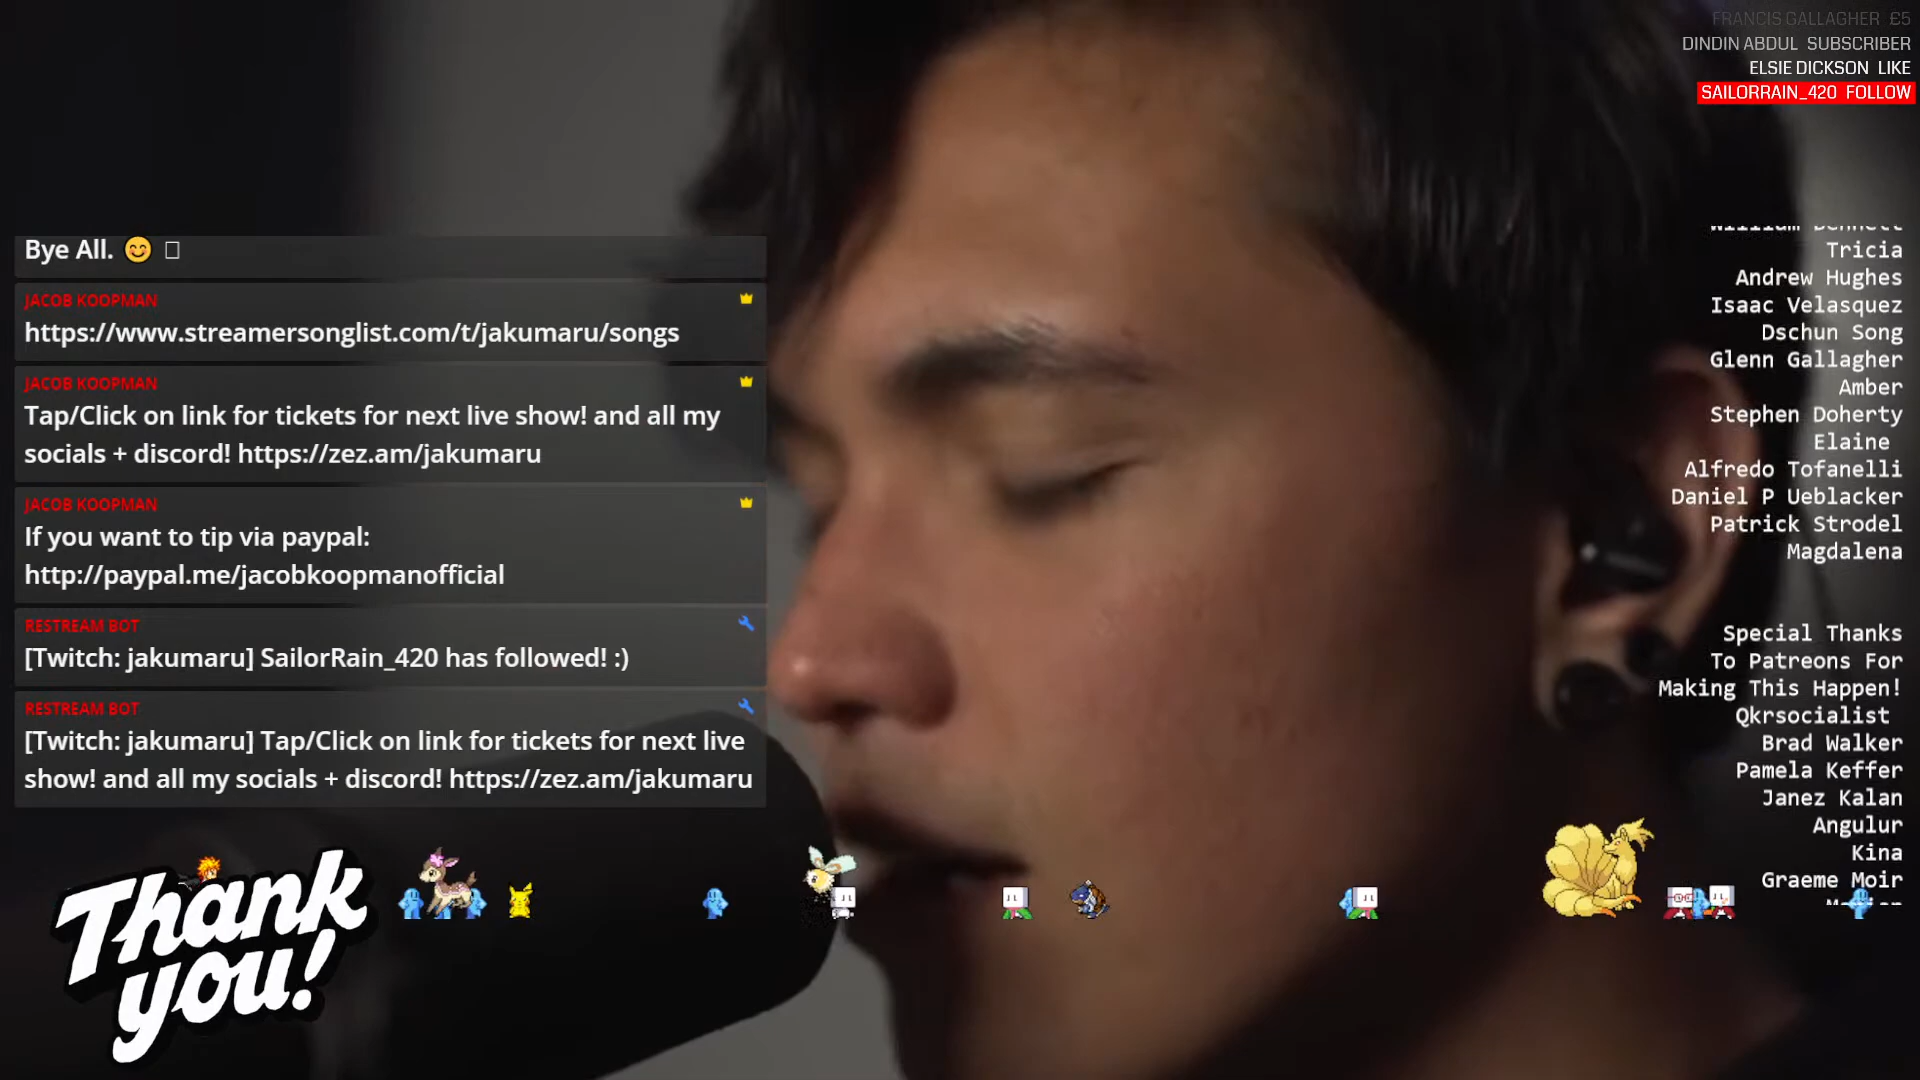 FRANCIS GALLAGHER £5
DINDIN ABDUL SUBSCRIBER
ELSIE DICKSON LIKE
SAILORRAIN_420 FOLLOW
Bye All. 😊
JACOB KOOPMAN
https://www.streamersonglist.com/t/jakumaru/songs
JACOB KOOPMAN
Tap/Click on link for tickets for next live show! and all my
socials + discord! https://zez.am/jakumaru
JACOB KOOPMAN
If you want to tip via paypal:
http://paypal.me/jacobkoopmanofficial
RESTREAM BOT
[Twitch: jakumaru] SailorRain_420 has followed! :)
RESTREAM BOT
[Twitch: jakumaru] Tap/Click on link for tickets for next live
show! and all my socials + discord! https://zez.am/jakumaru
Thank
you!
William Bennett
Tricia
Andrew Hughes
Isaac Velasquez
Dschun Song
Glenn Gallagher
Amber
Stephen Doherty
Elaine
Alfredo Tofanelli
Daniel P Ueblacker
Patrick Strodel
Magdalena
Special Thanks
To Patreons For
Making This Happen!
Qkrsocialist
Brad Walker
Pamela Keffer
Janez Kalan
Angulur
Kina
Graeme Moir